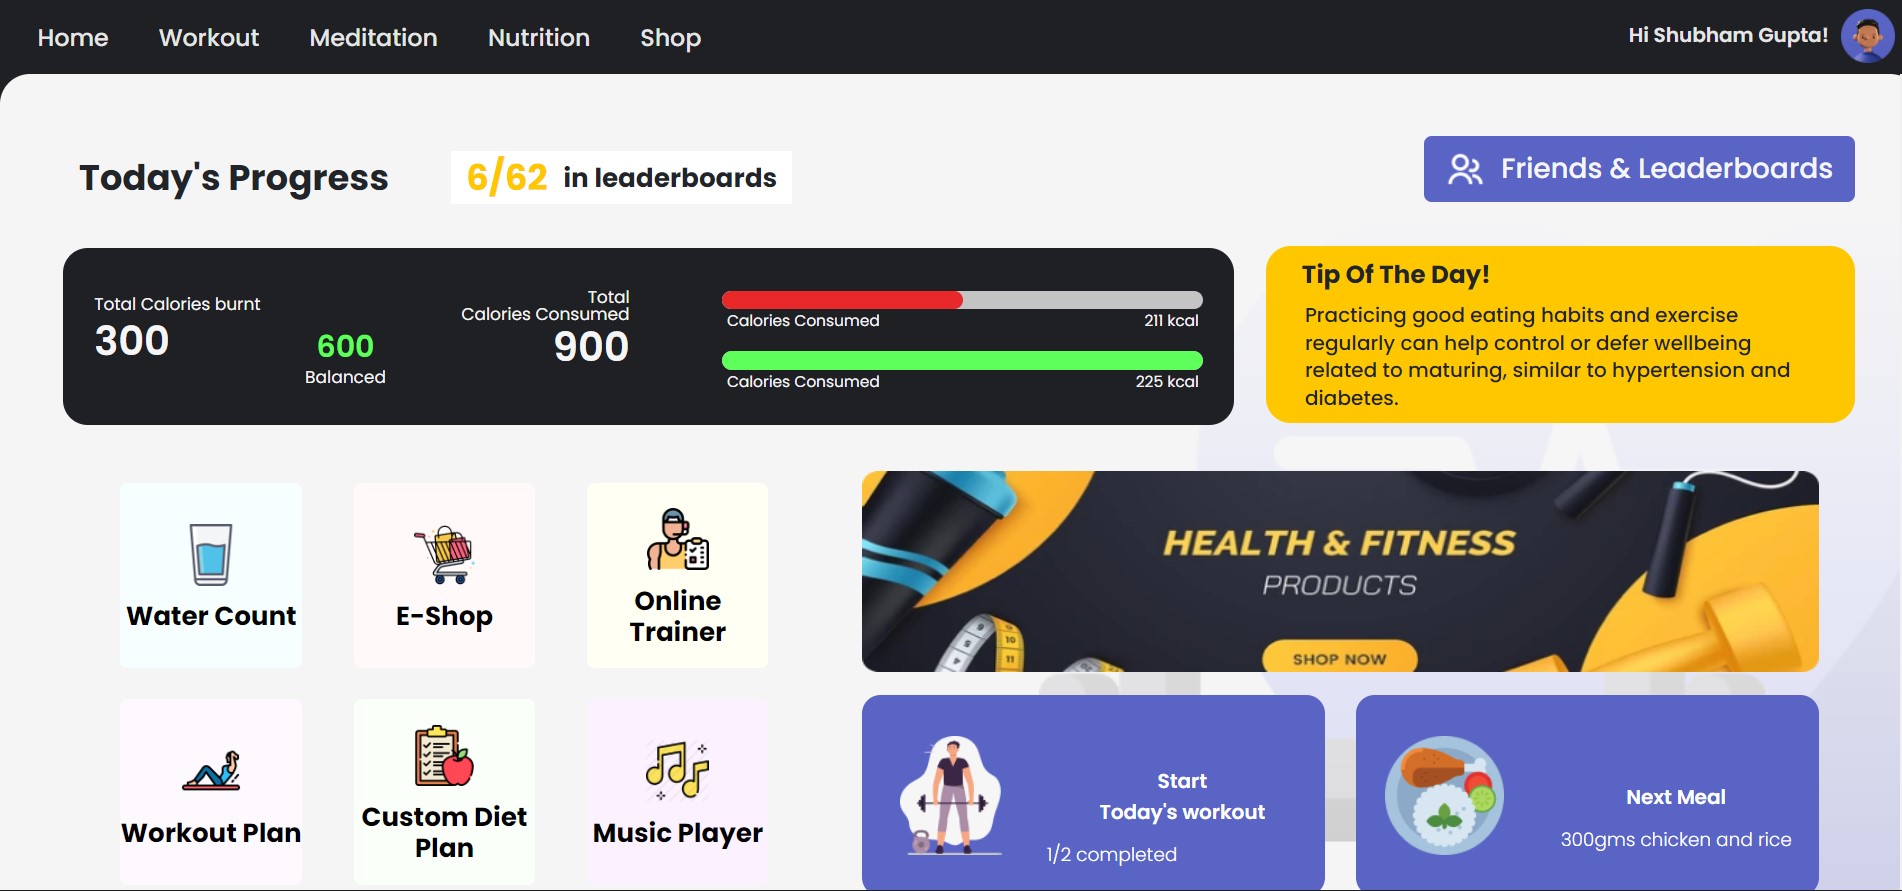 Home Workout Meditation Nutrition Shop
Hi Shubham Gupta!
Today's Progress
6/62 in leaderboards
Friends & Leaderboards
Total Calories burnt
300
600
Balanced
Total
Calories Consumed
900
Calories Consumed 211 kcal
Calories Consumed 225 kcal
Tip Of The Day!
Practicing good eating habits and exercise
regularly can help control or defer wellbeing
related to maturing, similar to hypertension and
diabetes.
Water Count
E-Shop
Online
Trainer
HEALTH & FITNESS
PRODUCTS
SHOP NOW
Workout Plan
Custom Diet
Plan
Music Player
Start
Today's workout
1/2 completed
Next Meal
300gms chicken and rice